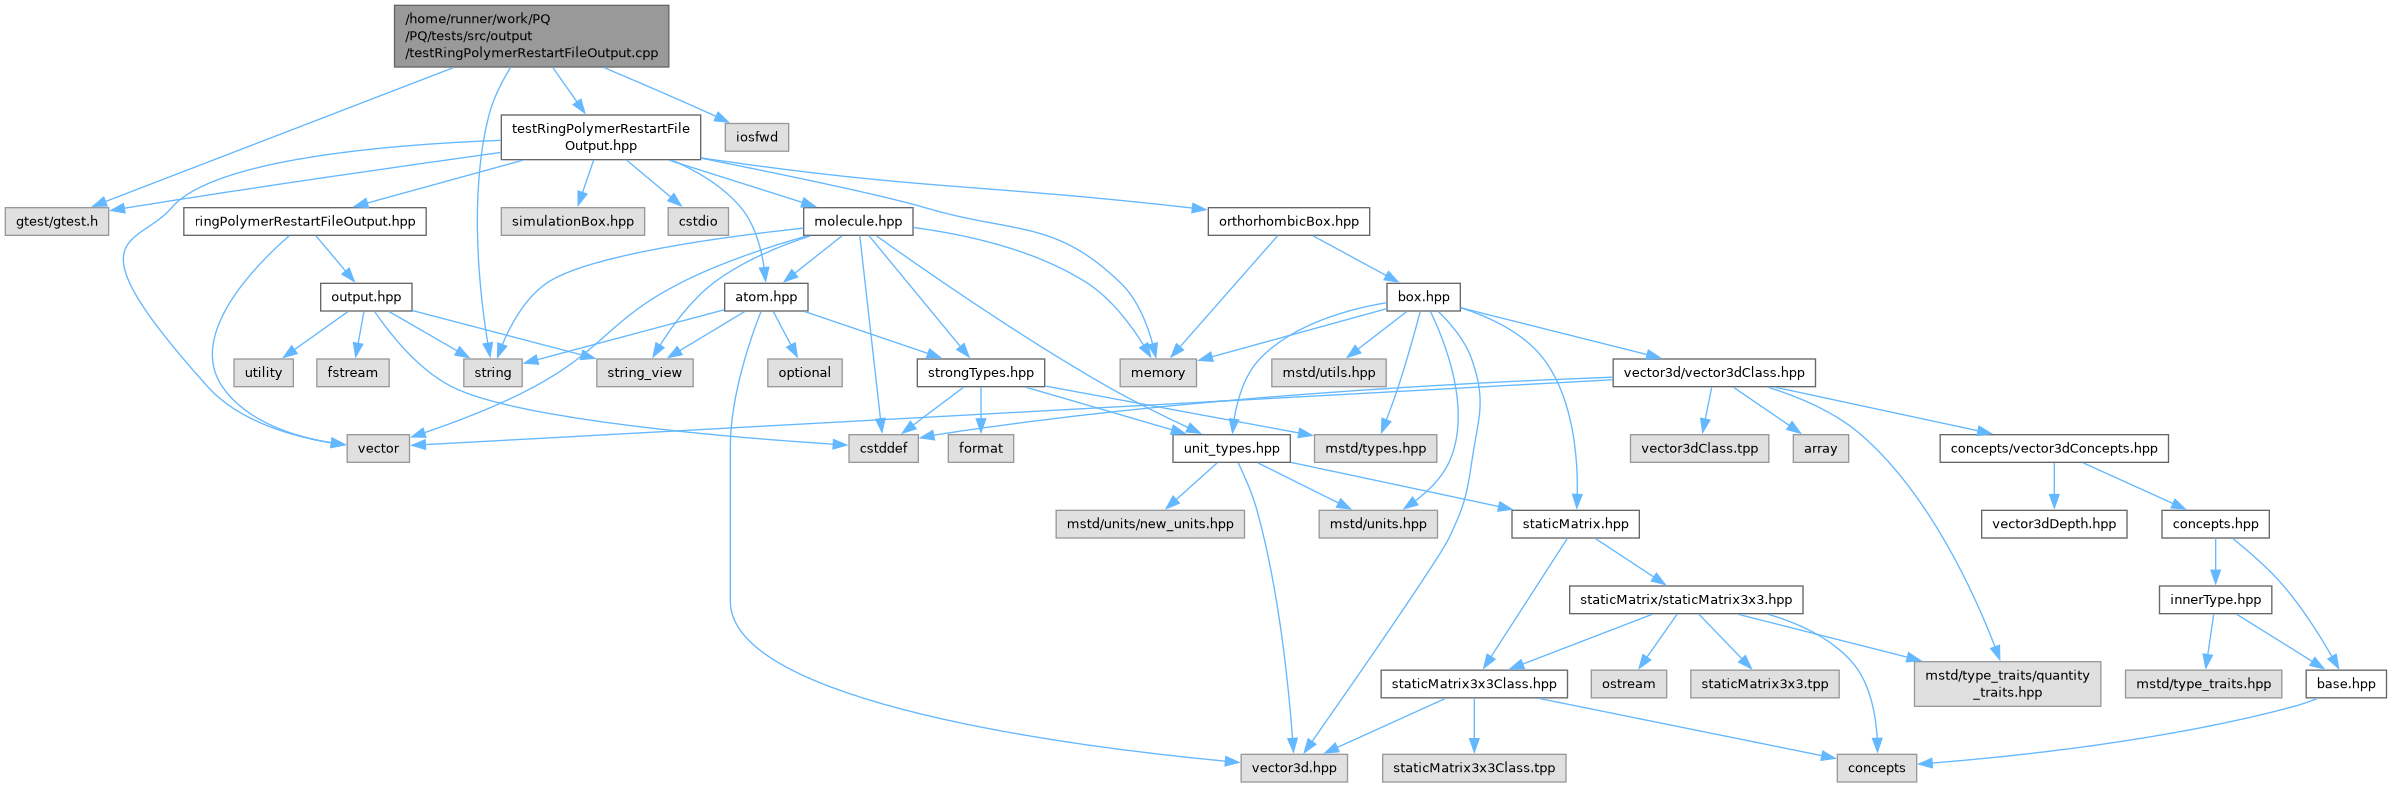 /home/runner/work/PQ
/PQ/tests/src/output
/testRingPolymerRestartFileOutput.cpp
testRingPolymerRestartFile
Output.hpp
iosfwd
gtest/gtest.h
ringPolymerRestartFileOutput.hpp
simulationBox.hpp
cstdio
molecule.hpp
orthorhombicBox.hpp
output.hpp
atom.hpp
box.hpp
utility
fstream
string
string_view
optional
strongTypes.hpp
memory
mstd/utils.hpp
vector3d/vector3dClass.hpp
vector
cstddef
format
unit_types.hpp
mstd/types.hpp
vector3dClass.tpp
array
concepts/vector3dConcepts.hpp
mstd/units/new_units.hpp
mstd/units.hpp
staticMatrix.hpp
vector3dDepth.hpp
concepts.hpp
staticMatrix/staticMatrix3x3.hpp
innerType.hpp
staticMatrix3x3Class.hpp
ostream
staticMatrix3x3.tpp
mstd/type_traits/quantity
_traits.hpp
mstd/type_traits.hpp
base.hpp
vector3d.hpp
staticMatrix3x3Class.tpp
concepts